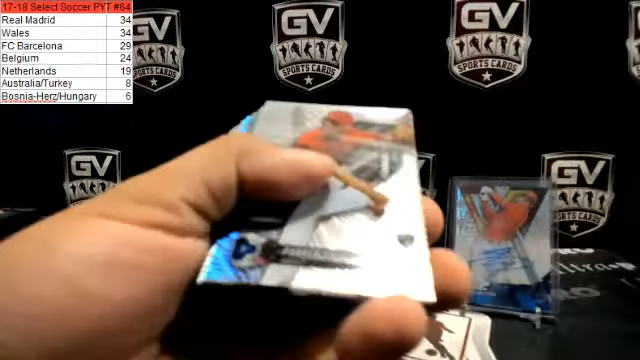 17-18 Select Soccer PYT #64
Real Madrid 34
Wales 34
FC Barcelona 29
Belgium 24
Netherlands 19
Australia/Turkey 8
Bosnia-Herz/Hungary 6
GV
SPORTS CARDS
GV
SPORTS CARDS
GV
SPORTS CARDS
GV
SPORTS CARDS
GV
SPORTS CARDS